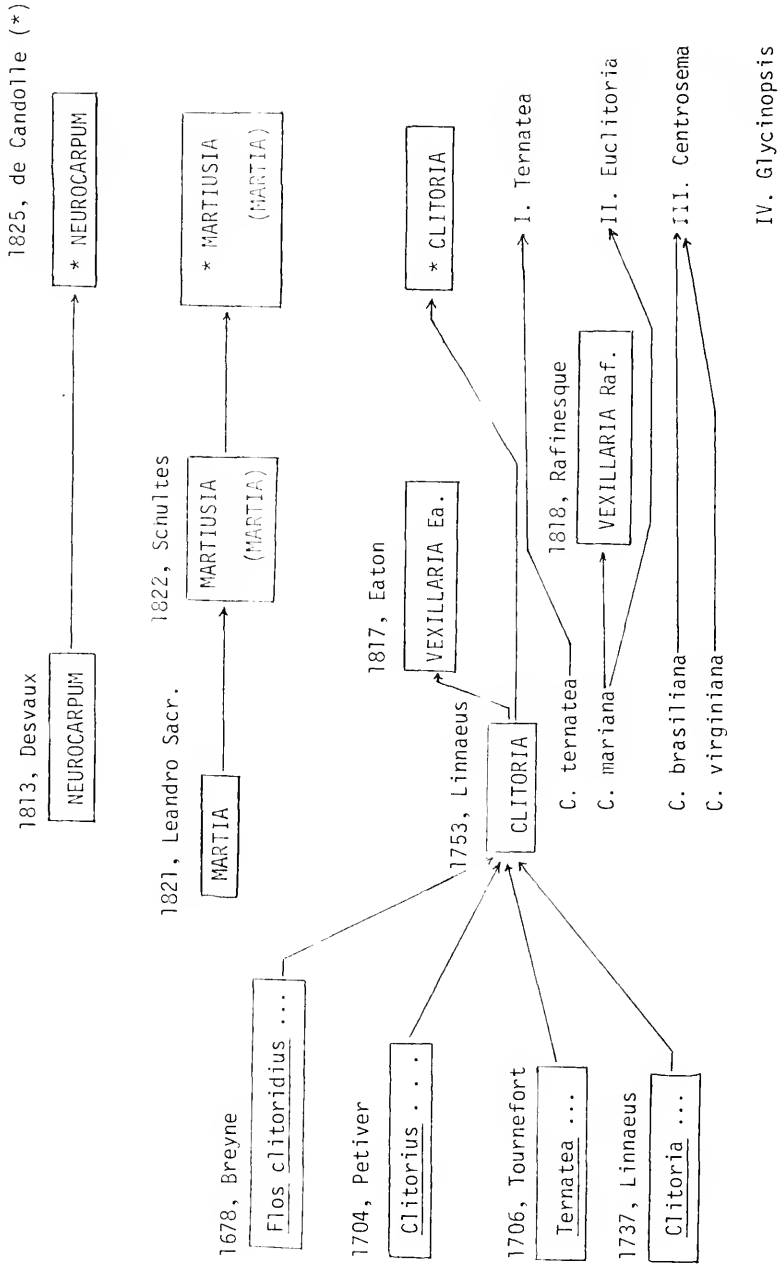 1825, de Candolle (*)
1813, Desvaux
NEUROCARPUM
* NEUROCARPUM
1821, Leandro Sacr.
MARTIA
1822, Schultes
MARTIUSIA
(MARTIA)
* MARTIUSIA
(MARTIA)
1678, Breyne
Flos clitoridius ...
1704, Petiver
Clitorius . . .
1706, Tournefort
Ternatea ...
1737, Linnaeus
Clitoria ...
1753, Linnaeus
CLITORIA
1817, Eaton
VEXILLARIA Ea.
* CLITORIA
C. ternatea
I. Ternatea
C. mariana
1818, Rafinesque
VEXILLARIA Raf.
II. Euclitoria
C. brasiliana
III. Centrosema
C. virginiana
IV. Glycinopsis